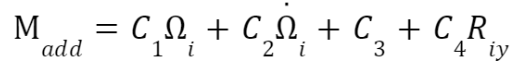 M_add = C_1Ω_i + C_2Ω̇_i + C_3 + C_4R_iy